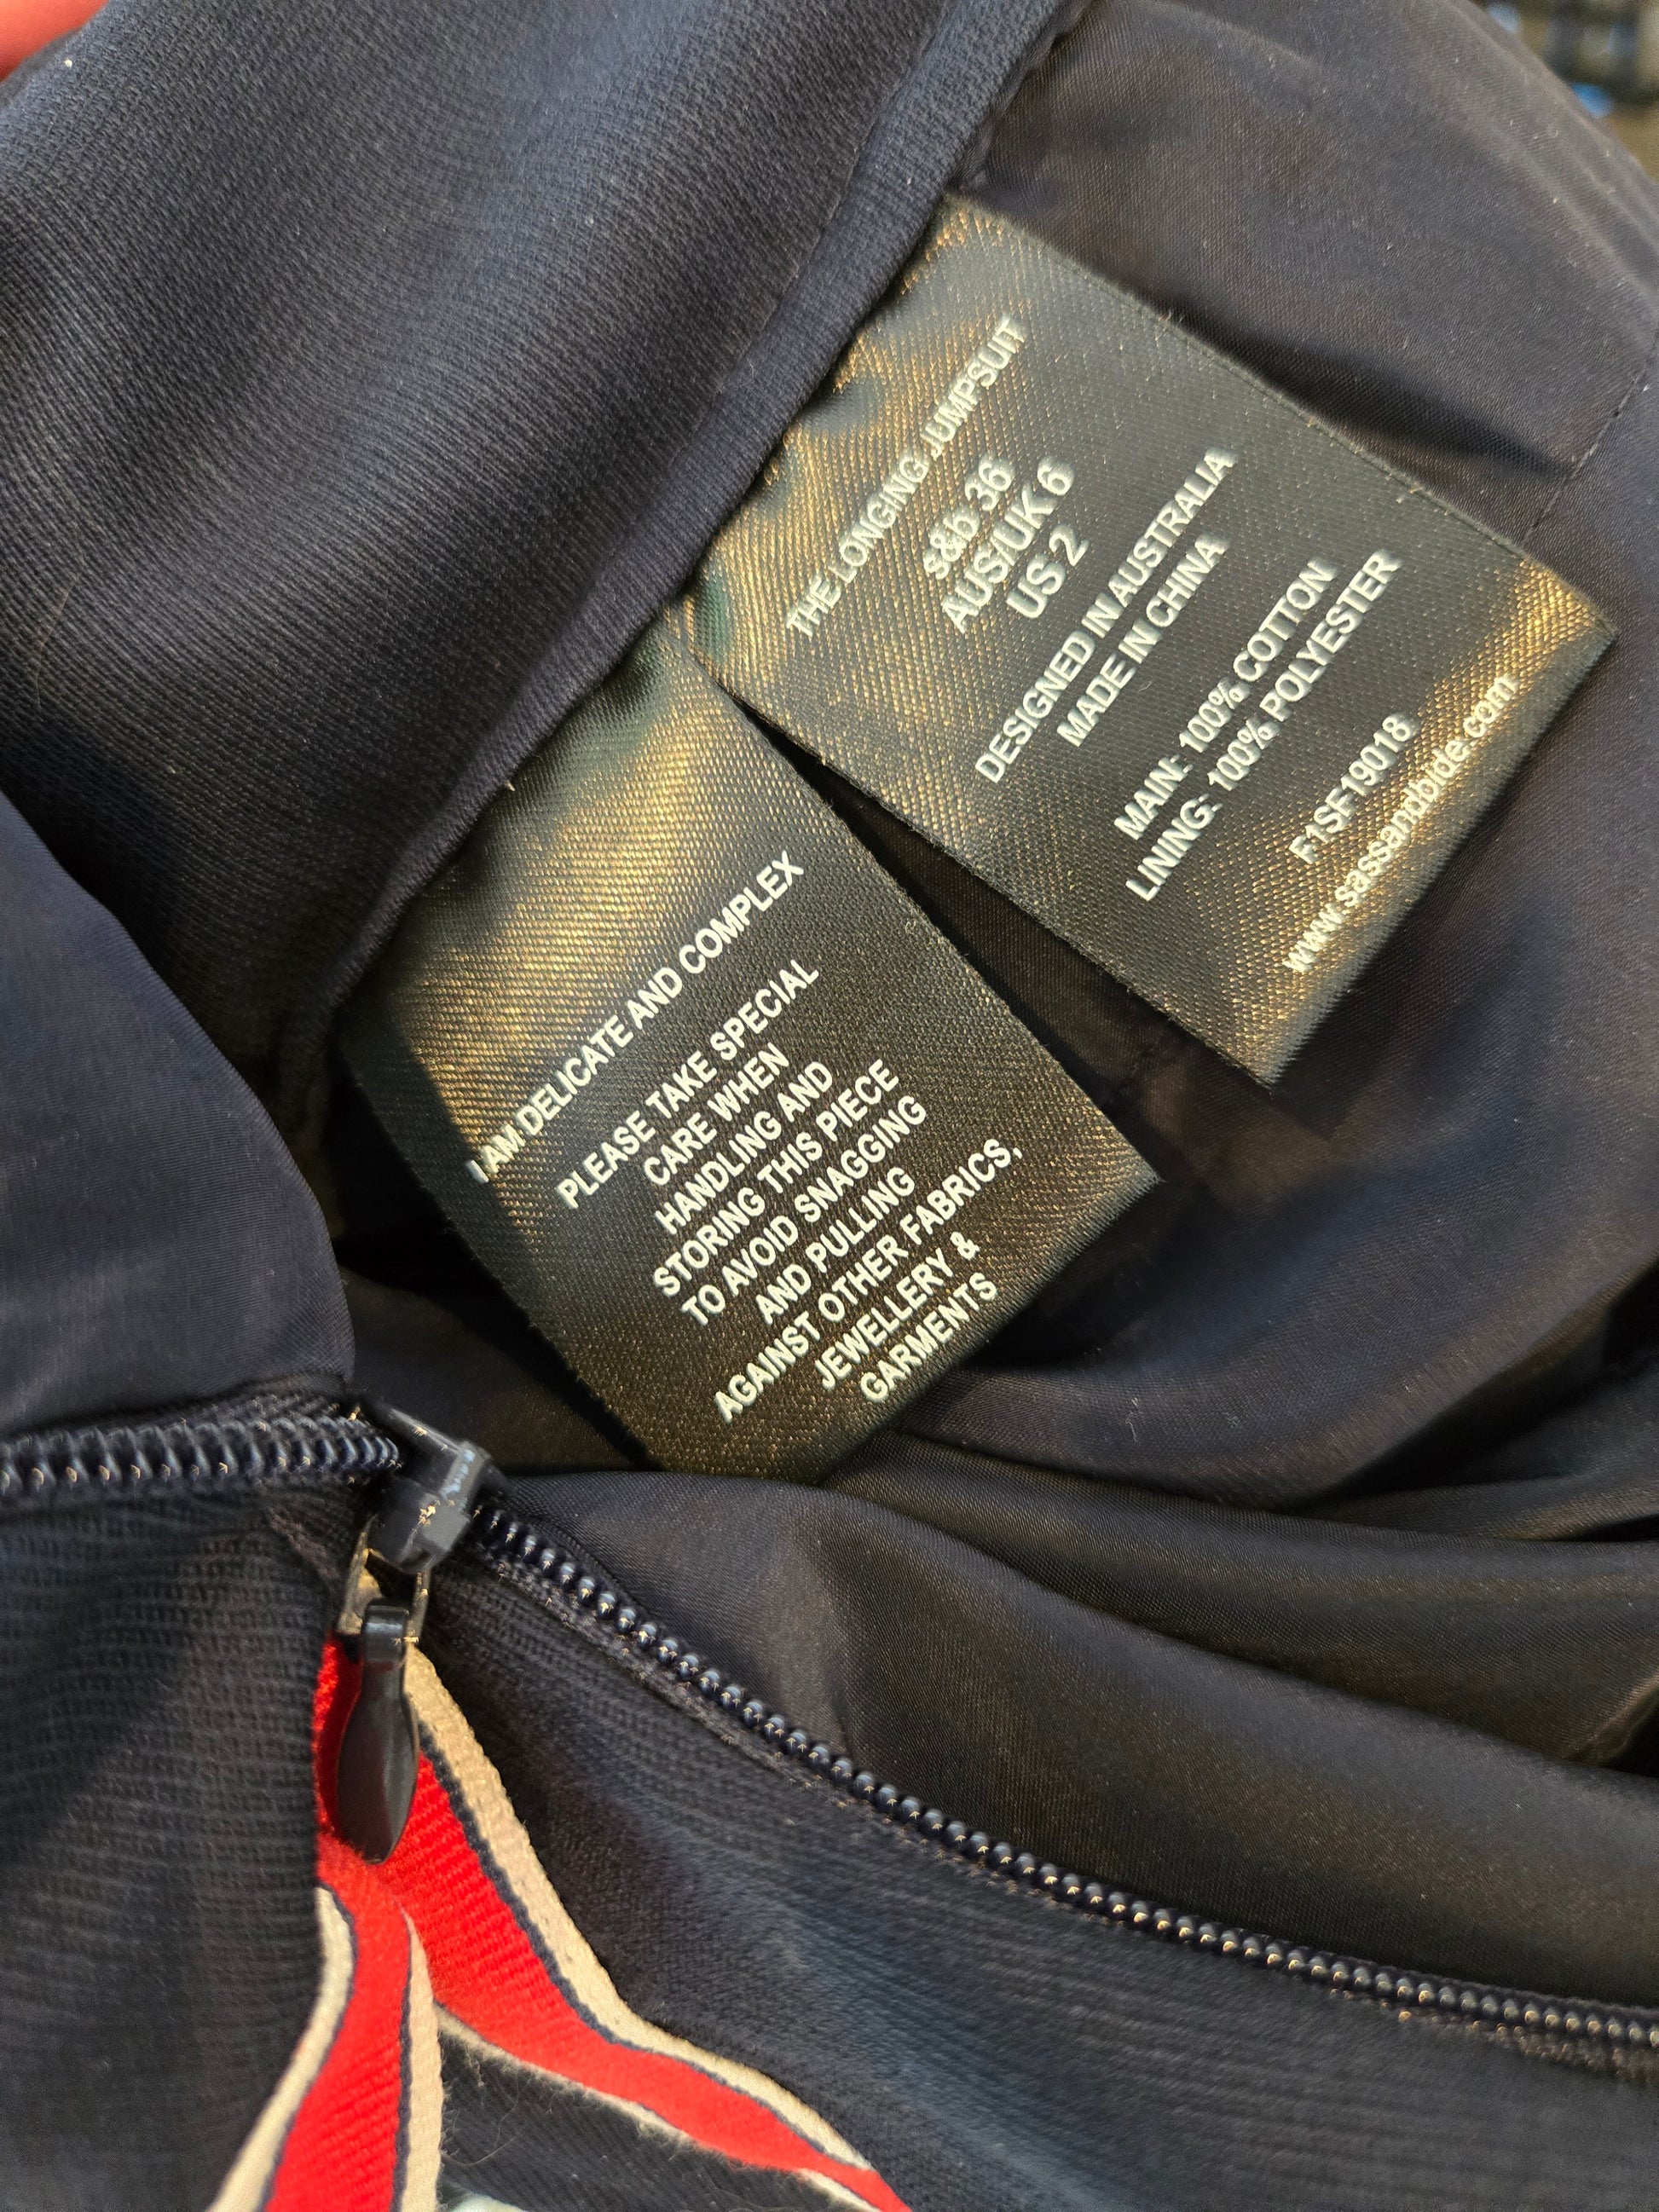 THE LONGING JUMPSUIT
s&b 36
AUS/UK 6
US 2
DESIGNED IN AUSTRALIA
MADE IN CHINA
MAIN: 100% COTTON
LINING: 100% POLYESTER
F1SF19018
www.sassandbide.com
I AM DELICATE AND COMPLEX
PLEASE TAKE SPECIAL
CARE WHEN
HANDLING AND
STORING THIS PIECE
TO AVOID SNAGGING
AND PULLING
AGAINST OTHER FABRICS,
JEWELLERY &
GARMENTS